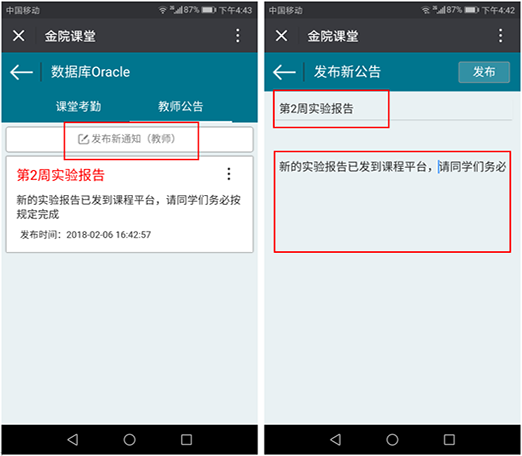 中国移动 87% 下午4:43
金院课堂
数据库Oracle
课堂考勤 教师公告
发布新通知（教师）
第2周实验报告
新的实验报告已发到课程平台，请同学们务必按
规定完成
发布时间：2018-02-06 16:42:57
中国移动 87% 下午4:42
金院课堂
发布新公告 发布
第2周实验报告
新的实验报告已发到课程平台，请同学们务必